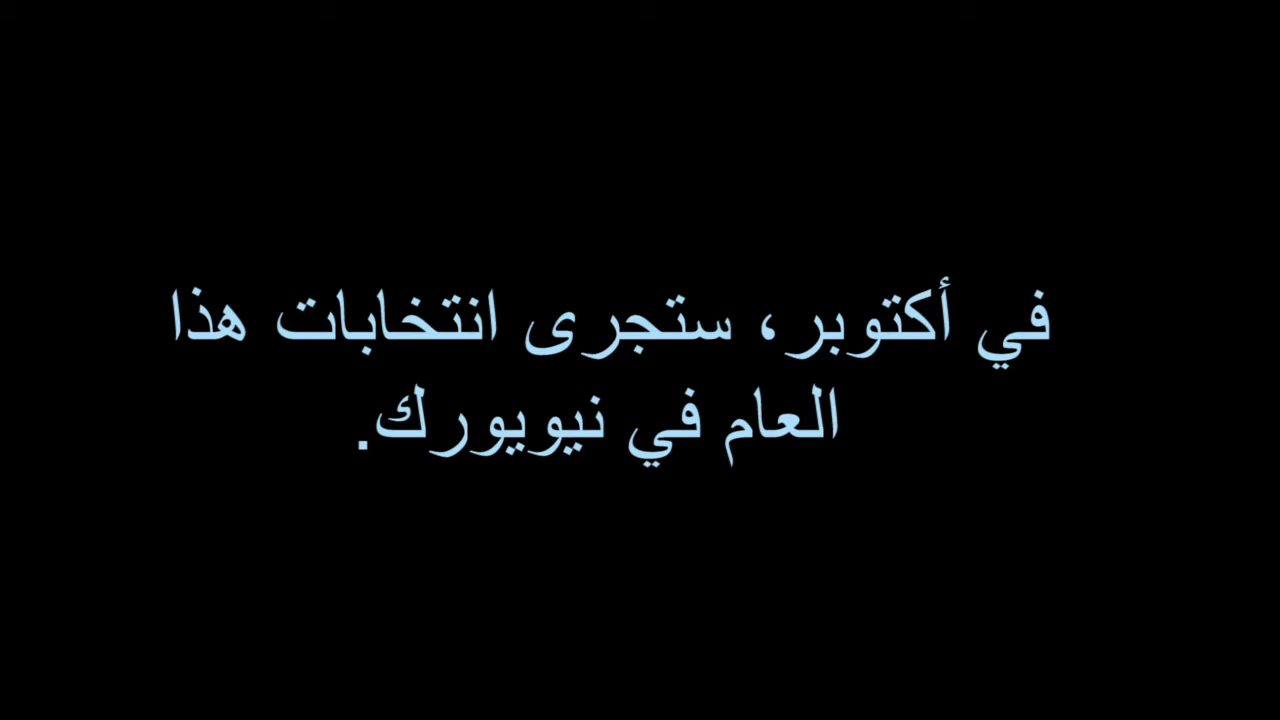 في أكتوبر، ستجرى انتخابات هذا
العام في نيويورك.